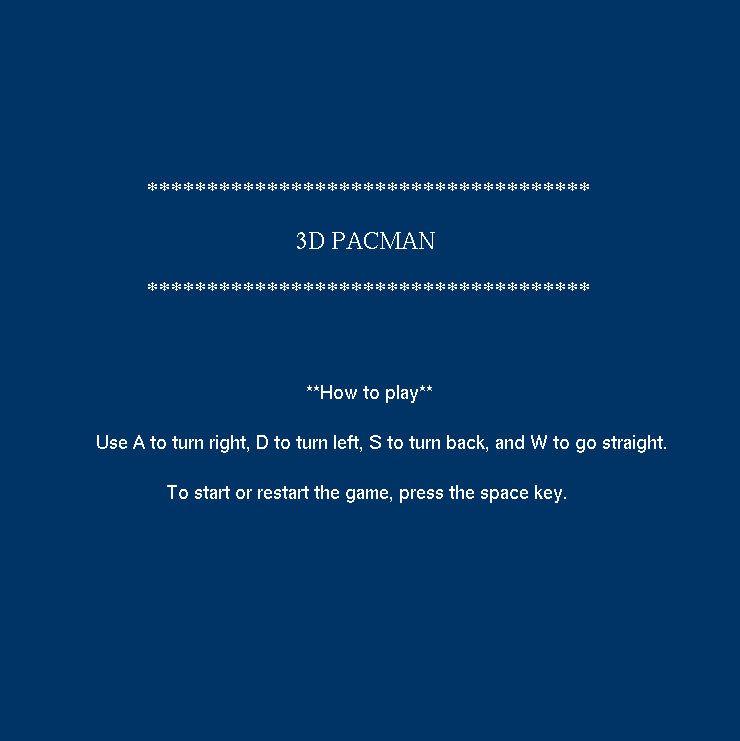 *************************************
3D PACMAN
*************************************
**How to play**
Use A to turn right, D to turn left, S to turn back, and W to go straight.
To start or restart the game, press the space key.